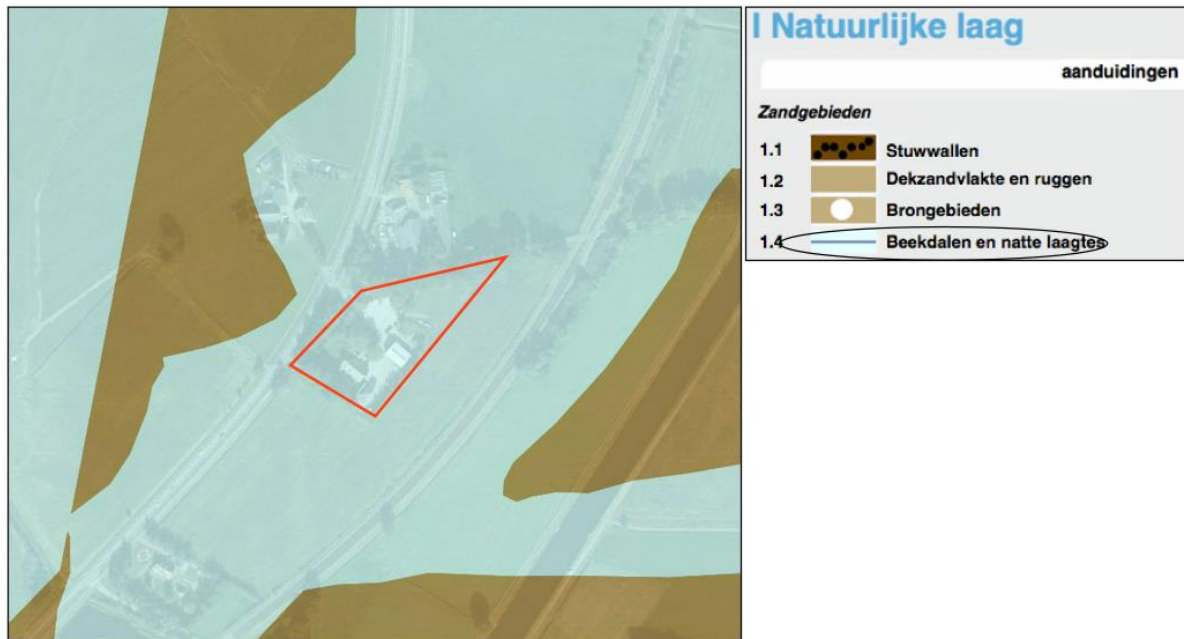 I Natuurlijke laag
aanduidingen
Zandgebieden
1.1 Stuwwallen
1.2 Dekzandvlakte en ruggen
1.3 Brongebieden
1.4 Beekdalen en natte laagtes